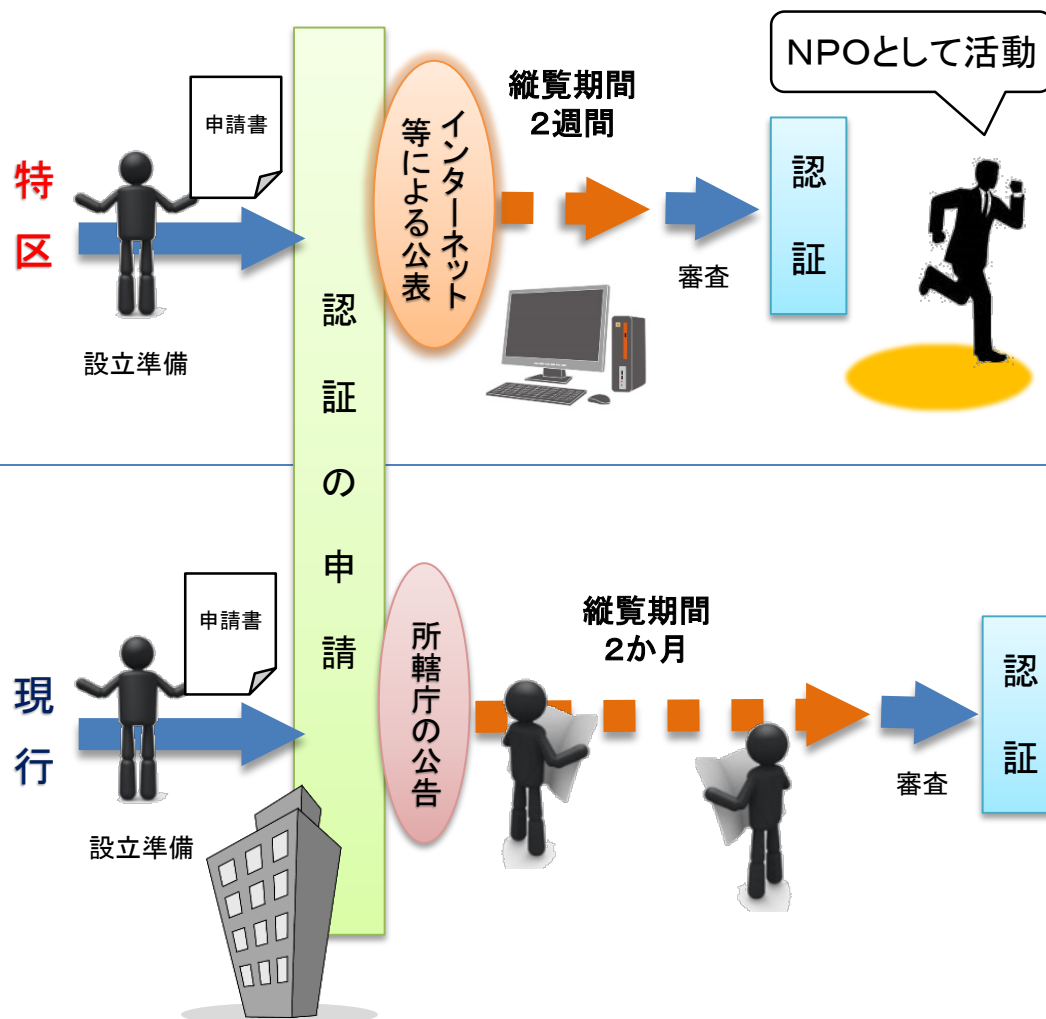 特区
申請書
設立準備
認証の申請
インターネット
等による公表
縦覧期間
2週間
審査
認証
NPOとして活動
現行
申請書
設立準備
所轄庁の公告
縦覧期間
2か月
審査
認証